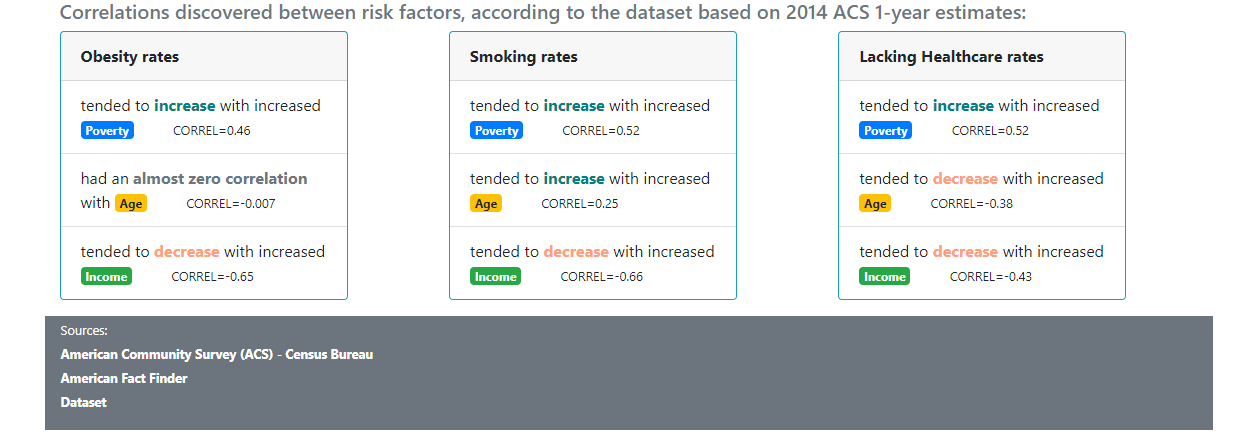 Correlations discovered between risk factors, according to the dataset based on 2014 ACS 1-year estimates:
Obesity rates
tended to increase with increased
Poverty CORREL=0.46
had an almost zero correlation
with Age CORREL=-0.007
tended to decrease with increased
Income CORREL=-0.65
Smoking rates
tended to increase with increased
Poverty CORREL=0.52
tended to increase with increased
Age CORREL=0.25
tended to decrease with increased
Income CORREL=-0.66
Lacking Healthcare rates
tended to increase with increased
Poverty CORREL=0.52
tended to decrease with increased
Age CORREL=-0.38
tended to decrease with increased
Income CORREL=-0.43
Sources:
American Community Survey (ACS) - Census Bureau
American Fact Finder
Dataset